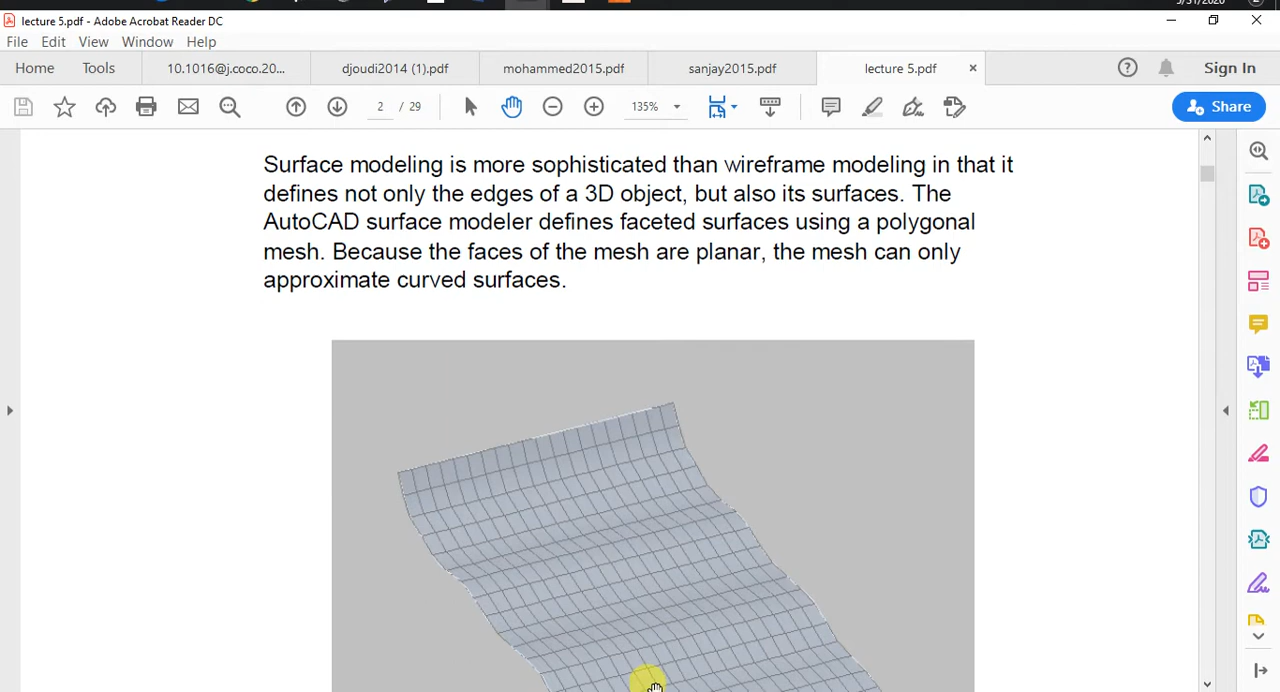 5/31/2020
lecture 5.pdf - Adobe Acrobat Reader DC
File Edit View Window Help
Home Tools 10.1016@j.coco.20... djoudi2014 (1).pdf mohammed2015.pdf sanjay2015.pdf lecture 5.pdf Sign In
2 / 29 135% Share
Surface modeling is more sophisticated than wireframe modeling in that it
defines not only the edges of a 3D object, but also its surfaces. The
AutoCAD surface modeler defines faceted surfaces using a polygonal
mesh. Because the faces of the mesh are planar, the mesh can only
approximate curved surfaces.